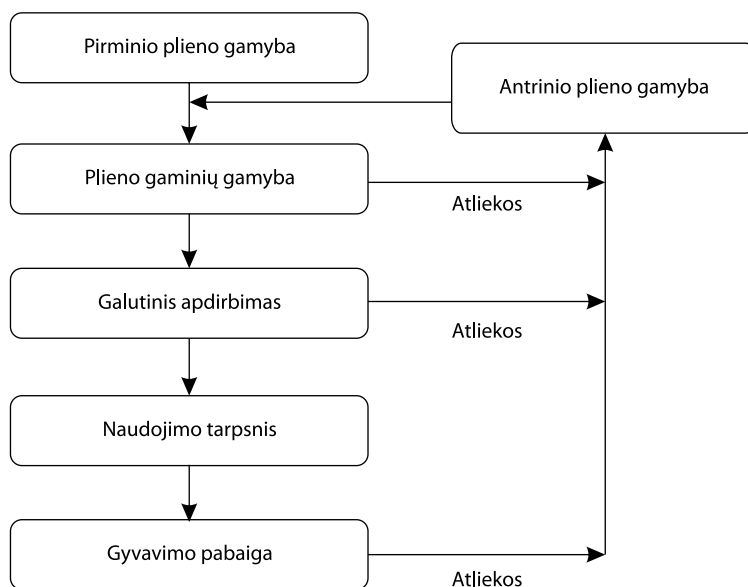 Pirminio plieno gamyba
Antrinio plieno gamyba
Plieno gaminių gamyba
Atliekos
Galutinis apdirbimas
Atliekos
Naudojimo tarpsnis
Gyvavimo pabaiga
Atliekos